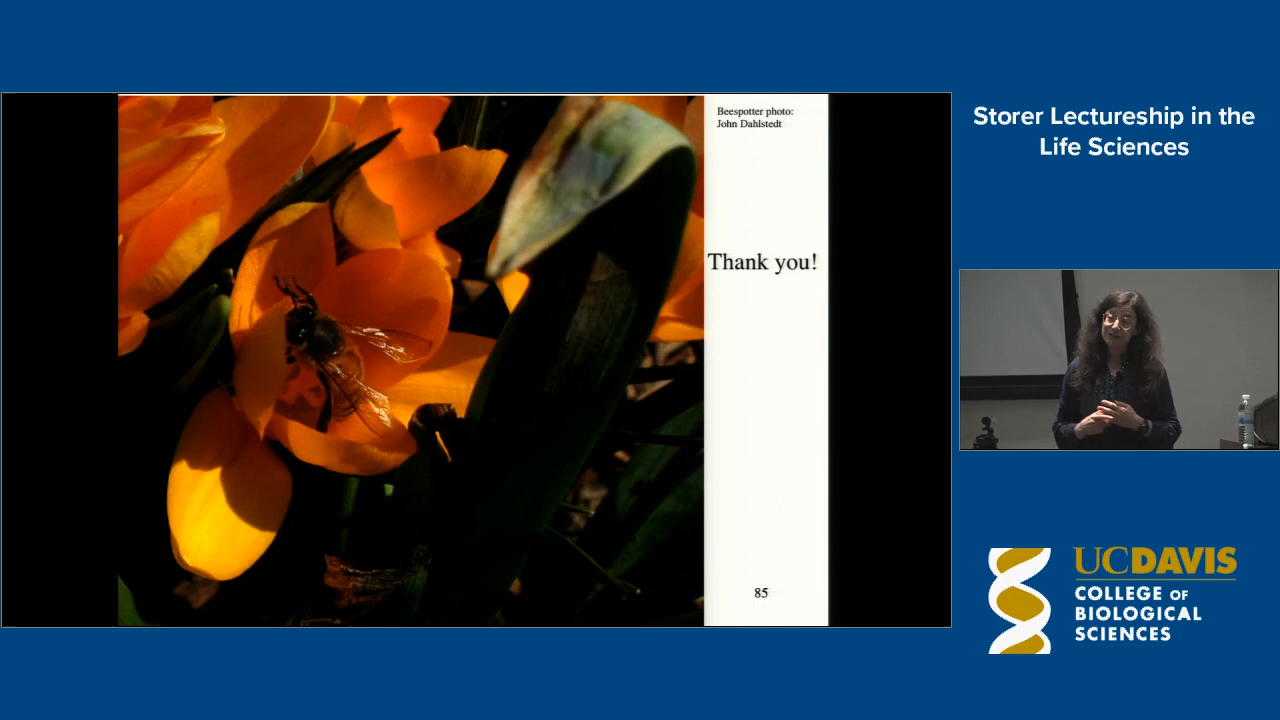 Beespotter photo:
John Dahlstedt
Thank you!
85
Storer Lectureship in the
Life Sciences
UCDAVIS
COLLEGE OF
BIOLOGICAL
SCIENCES